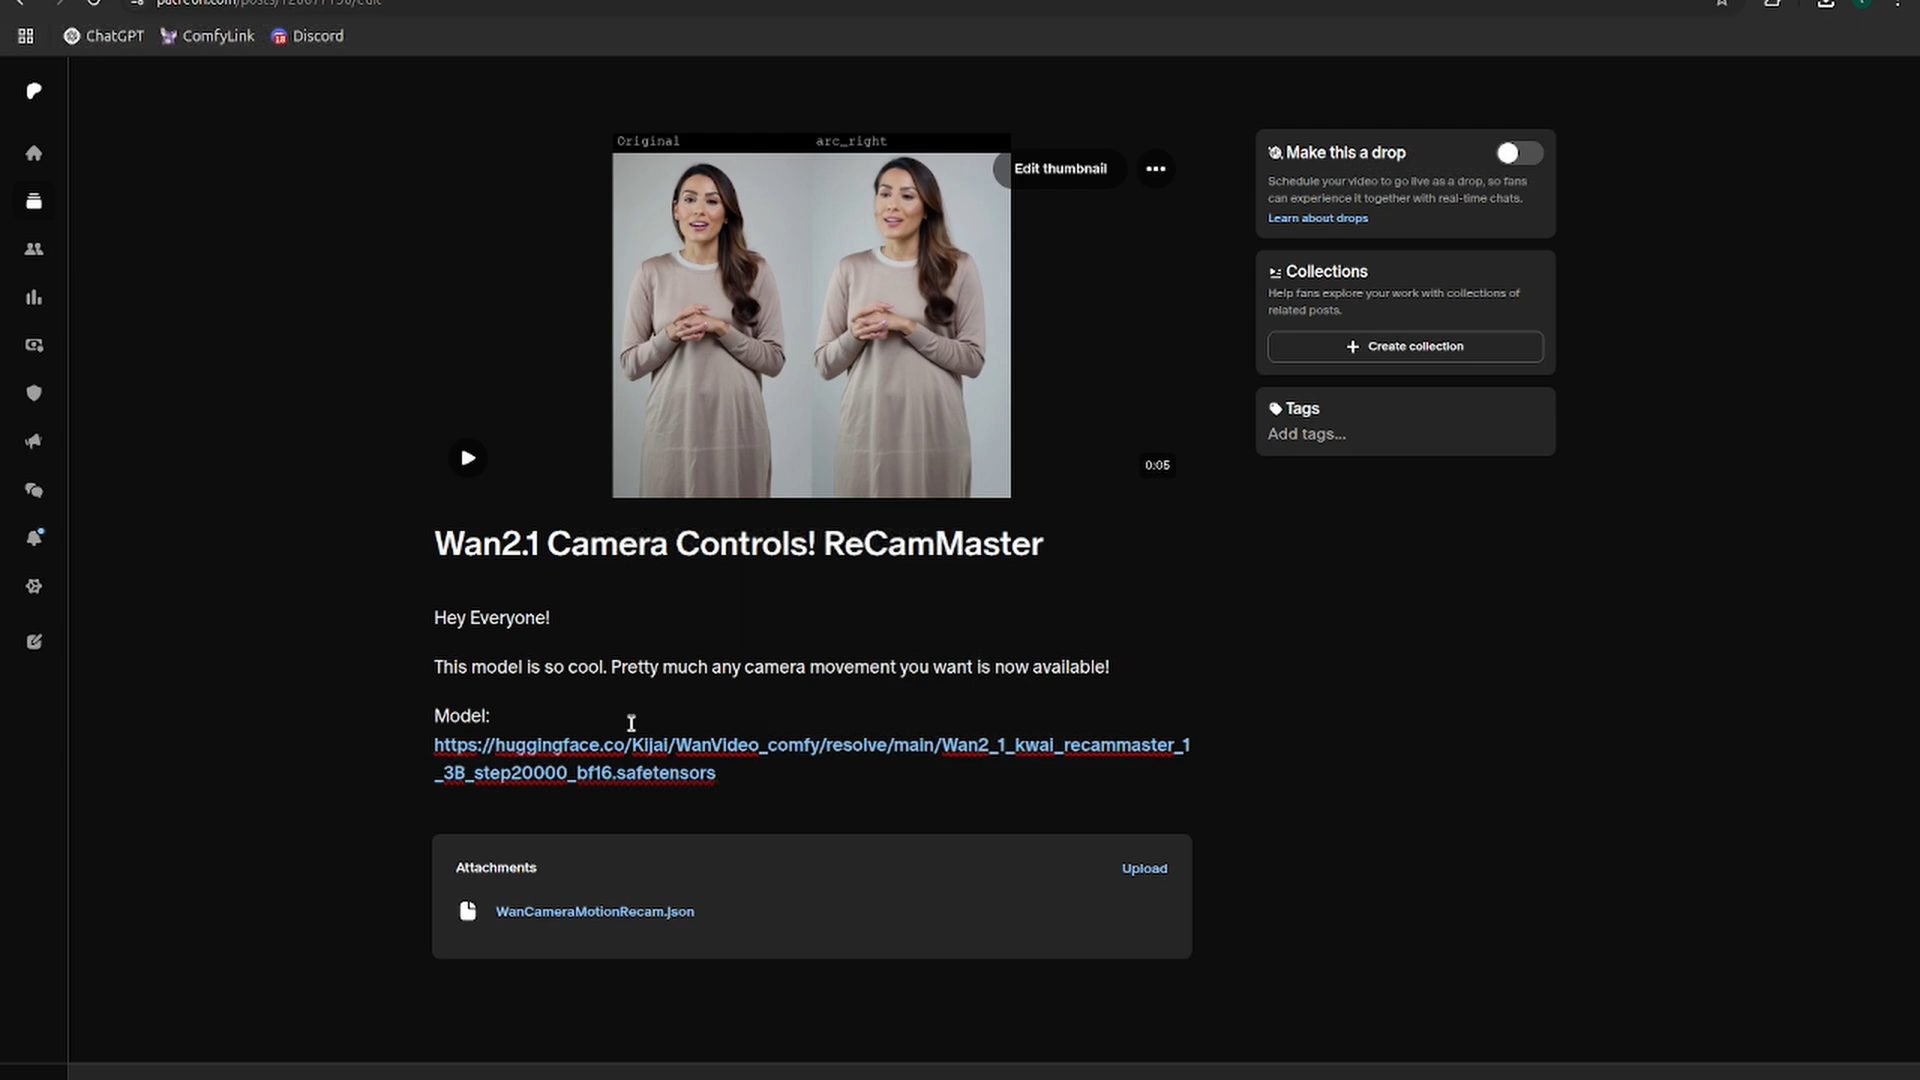 ChatGPT ComfyLink Discord
Original arc_right
Edit thumbnail
0:05
Wan2.1 Camera Controls! ReCamMaster
Hey Everyone!
This model is so cool. Pretty much any camera movement you want is now available!
Model:
https://huggingface.co/Kijai/WanVideo_comfy/resolve/main/Wan2_1_kwai_recammaster_1
_3B_step20000_bf16.safetensors
Attachments
Upload
WanCameraMotionRecam.json
Make this a drop
Schedule your video to go live as a drop, so fans
can experience it together with real-time chats.
Learn about drops
Collections
Help fans explore your work with collections of
related posts.
+ Create collection
Tags
Add tags...